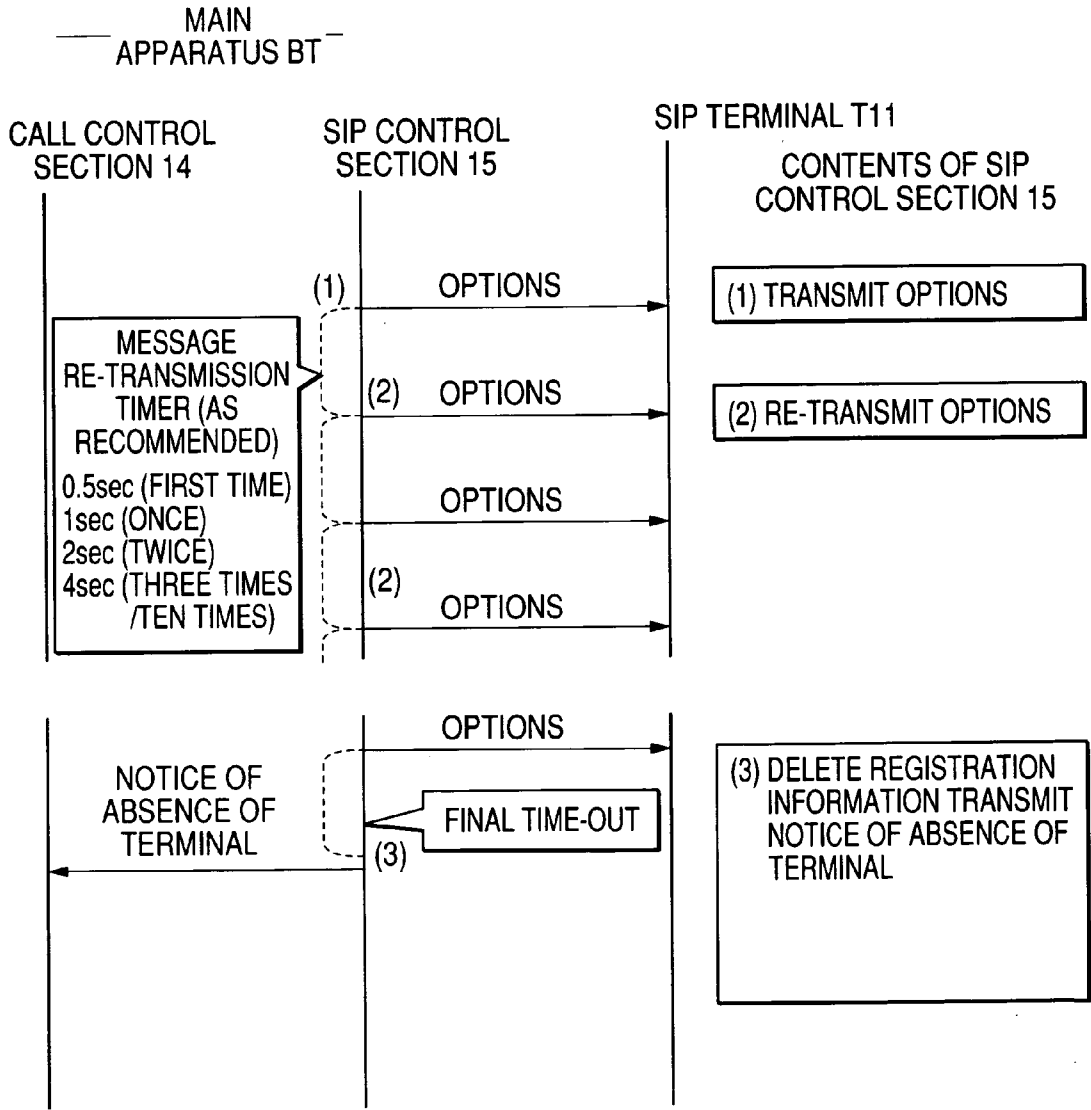 MAIN
APPARATUS BT
CALL CONTROL
SECTION 14
SIP CONTROL
SECTION 15
SIP TERMINAL T11
CONTENTS OF SIP
CONTROL SECTION 15
(1)
OPTIONS
(1) TRANSMIT OPTIONS
MESSAGE
RE-TRANSMISSION
TIMER (AS
RECOMMENDED)
0.5sec (FIRST TIME)
1sec (ONCE)
2sec (TWICE)
4sec (THREE TIMES
/TEN TIMES)
(2)
OPTIONS
(2) RE-TRANSMIT OPTIONS
OPTIONS
(2)
OPTIONS
OPTIONS
NOTICE OF
ABSENCE OF
TERMINAL
FINAL TIME-OUT
(3)
(3) DELETE REGISTRATION
INFORMATION TRANSMIT
NOTICE OF ABSENCE OF
TERMINAL